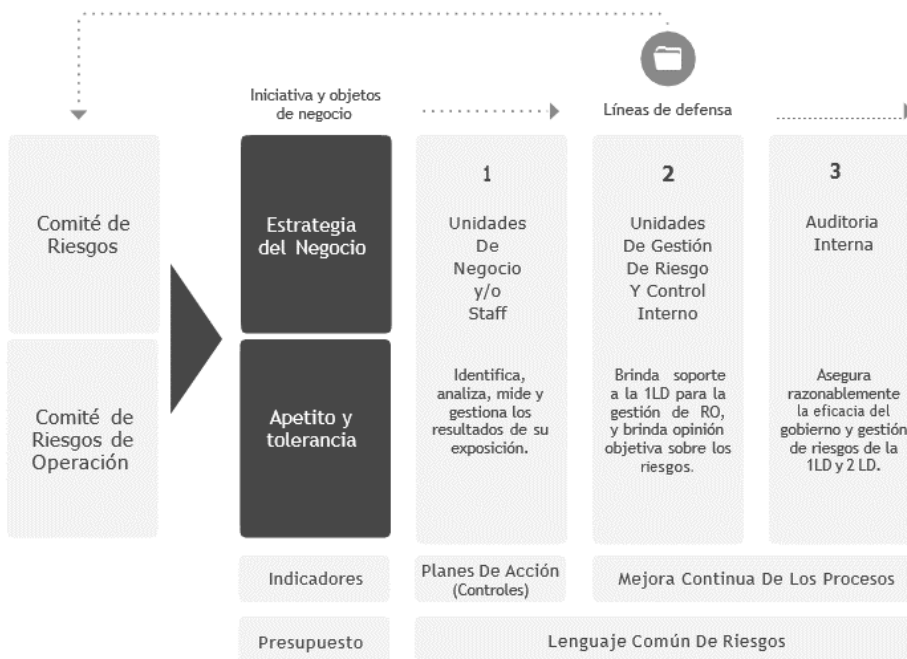 Iniciativa y objetos
de negocio
Líneas de defensa
Comité de
Riesgos
Comité de
Riesgos de
Operación
Estrategia
del Negocio
Apetito y
tolerancia
1
Unidades
De
Negocio
y/o
Staff
Identifica,
analiza, mide y
gestiona los
resultados de su
exposición.
2
Unidades
De Gestión
De Riesgo
Y Control
Interno
Brinda soporte
a la 1LD para la
gestión de RO,
y brinda opinión
objetiva sobre los
riesgos.
3
Auditoria
Interna
Asegura
razonablemente
la eficacia del
gobierno y gestión
de riesgos de la
1LD y 2 LD.
Indicadores
Planes De Acción
(Controles)
Mejora Continua De Los Procesos
Presupuesto
Lenguaje Común De Riesgos